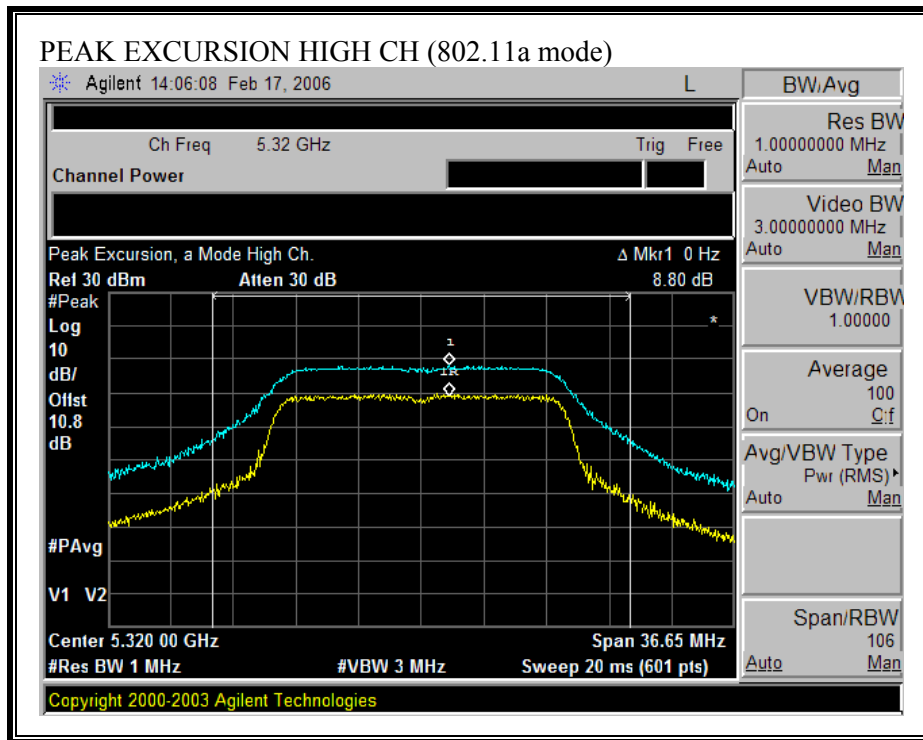 PEAK EXCURSION HIGH CH (802.11a mode)
Agilent 14:06:08 Feb 17, 2006 L
BW/Avg
Ch Freq 5.32 GHz Trig Free
Channel Power
Peak Excursion, a Mode High Ch. Δ Mkr1 0 Hz
Ref 30 dBm Atten 30 dB 8.80 dB
#Peak
Log
10
dB/
Offst
10.8
dB
#PAvg
V1 V2
*
1
1R
Center 5.320 00 GHz Span 36.65 MHz
#Res BW 1 MHz #VBW 3 MHz Sweep 20 ms (601 pts)
Copyright 2000-2003 Agilent Technologies
Res BW
1.00000000 MHz
Auto Man
Video BW
3.00000000 MHz
Auto Man
VBW/RBW
1.00000
Average
100
On Off
Avg/VBW Type
Pwr (RMS)
Auto Man
Span/RBW
106
Auto Man